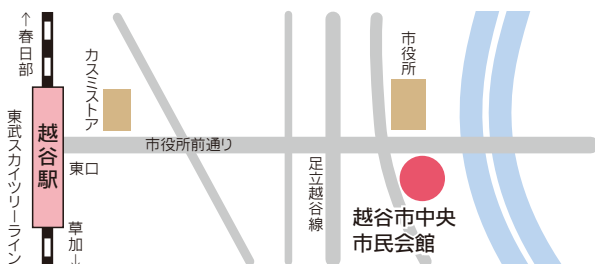 ↑春日部
東武スカイツリーライン
越谷駅
東口
草加↓
カスミストア
市役所前通り
足立越谷線
市役所
越谷市中央
市民会館